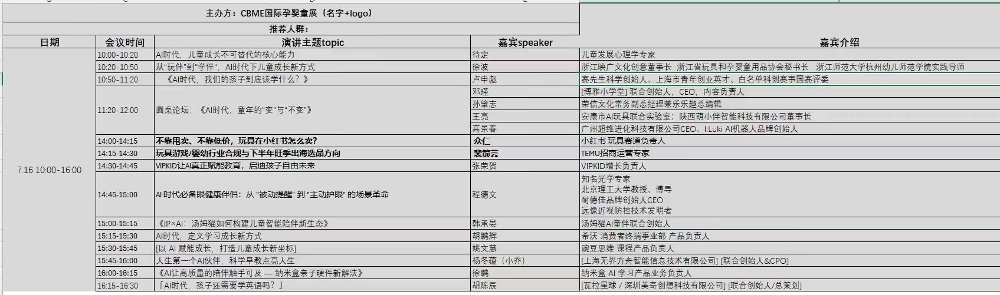 主办方：CBME国际孕婴童展（名字+logo）
推荐人群：
日期 会议时间 演讲主题topic 嘉宾speaker 嘉宾介绍
7.16 10:00-16:00
10:00-10:20 AI时代，儿童成长不可替代的核心能力 待定 儿童发展心理学专家
10:20-10:50 从“玩伴”到“学伴“，AI时代下儿童成长新方式 徐波 浙江映广文化创意董事长 浙江省玩具和孕婴童用品协会秘书长 浙江师范大学杭州幼儿师范学院实践导师
10:50-11:20 《AI时代，我们的孩子到底该学什么？》 卢申彪 赛先生科学创始人、上海市青年创业英才、白名单科创赛事国赛评委
11:20-12:00 圆桌论坛：《AI时代，童年的“变”与“不变”》
邓瑾 [博雅小学堂] 联合创始人，CEO，内容负责人
孙肇志 荣信文化常务副总经理兼乐乐趣总编辑
王亮 安康市AI玩具联合实验室；陕西萌小伴智能科技有限公司董事长
高景春 广州超维进化科技有限公司CEO、I.Luki AI机器人品牌创始人
14:00-14:15 不靠甩卖、不靠低价，玩具在小红书怎么卖？ 众仁 小红书 玩具赛道负责人
14:15-14:30 玩具游戏/婴幼行业合规与下半年旺季出海选品方向 裴前芸 TEMU招商运营专家
14:30-14:45 VIPKID让AI真正赋能教育，启迪孩子自由未来 张荣贺 VIPKID增长负责人
14:45-15:00 AI 时代必备眼健康伴侣：从 "被动提醒" 到 "主动护眼" 的场景革命 程德文
知名光学专家
北京理工大学教授、博导
耐德佳品牌创始人CEO
远像近视防控技术发明者
15:00-15:15 《IP×AI：汤姆猫如何构建儿童智能陪伴新生态》 韩承晏 汤姆猫AI童伴联合创始人
15:15-15:30 AI时代，定义学习成长新方式 胡鹏辉 希沃 消费者终端事业部 产品负责人
15:30-15:45 [以 AI 赋能成长，打造儿童成长新坐标] 姚文慧 豌豆思维 课程产品负责人
15:45-16:00 人生第一个AI伙伴，科学早教点亮人生 杨冬蕴（小乔） [上海无界方舟智能信息技术有限公司] [联合创始人&CPO]
16:00-16:15 《AI让高质量的陪伴触手可及 — 纳米盒亲子硬件新解法》 徐鹏 纳米盒 AI 学习产品业务负责人
16:15-16:30 「AI时代，孩子还需要学英语吗？」 胡陈辰 [瓦拉星球 / 深圳美奇创想科技有限公司] [联合创始人/总策划]